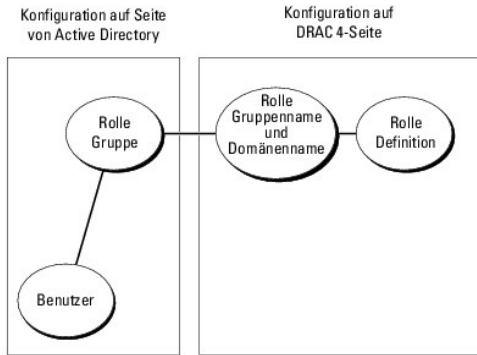 Konfiguration auf Seite
von Active Directory
Konfiguration auf
DRAC 4-Seite
Rolle
Gruppe
Rolle
Gruppenname
und
Domänenname
Rolle
Definition
Benutzer